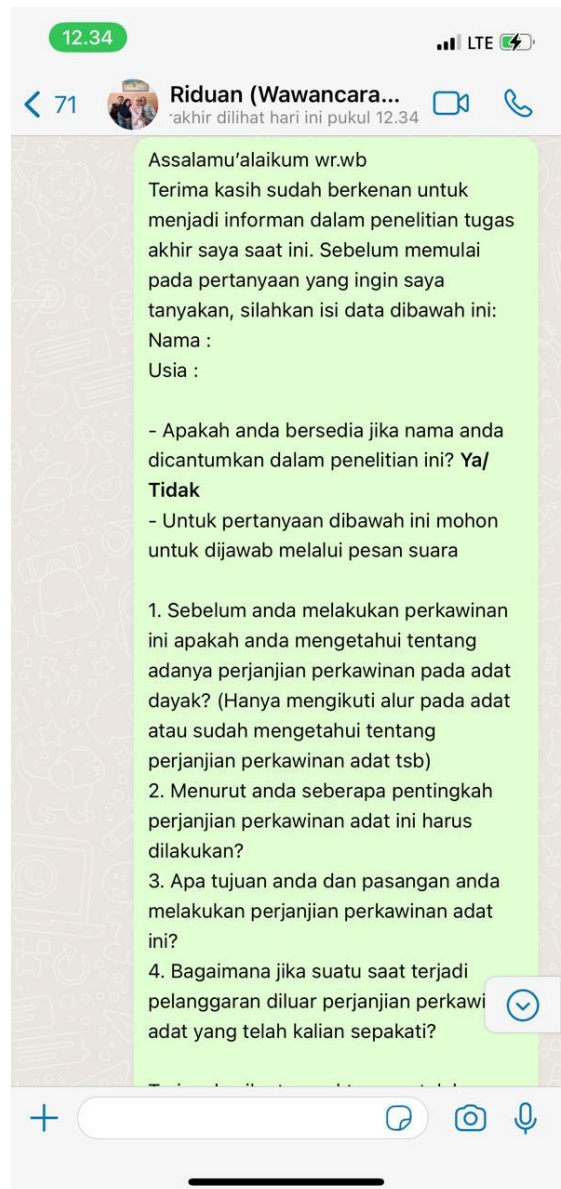 12.34
LTE
71
Riduan (Wawancara...
akhir dilihat hari ini pukul 12.34
Assalamu'alaikum wr.wb
Terima kasih sudah berkenan untuk
menjadi informan dalam penelitian tugas
akhir saya saat ini. Sebelum memulai
pada pertanyaan yang ingin saya
tanyakan, silahkan isi data dibawah ini:
Nama :
Usia :
- Apakah anda bersedia jika nama anda
dicantumkan dalam penelitian ini? Ya/
Tidak
- Untuk pertanyaan dibawah ini mohon
untuk dijawab melalui pesan suara
1. Sebelum anda melakukan perkawinan
ini apakah anda mengetahui tentang
adanya perjanjian perkawinan pada adat
dayak? (Hanya mengikuti alur pada adat
atau sudah mengetahui tentang
perjanjian perkawinan adat tsb)
2. Menurut anda seberapa pentingkah
perjanjian perkawinan adat ini harus
dilakukan?
3. Apa tujuan anda dan pasangan anda
melakukan perjanjian perkawinan adat
ini?
4. Bagaimana jika suatu saat terjadi
pelanggaran diluar perjanjian perkawi
adat yang telah kalian sepakati?